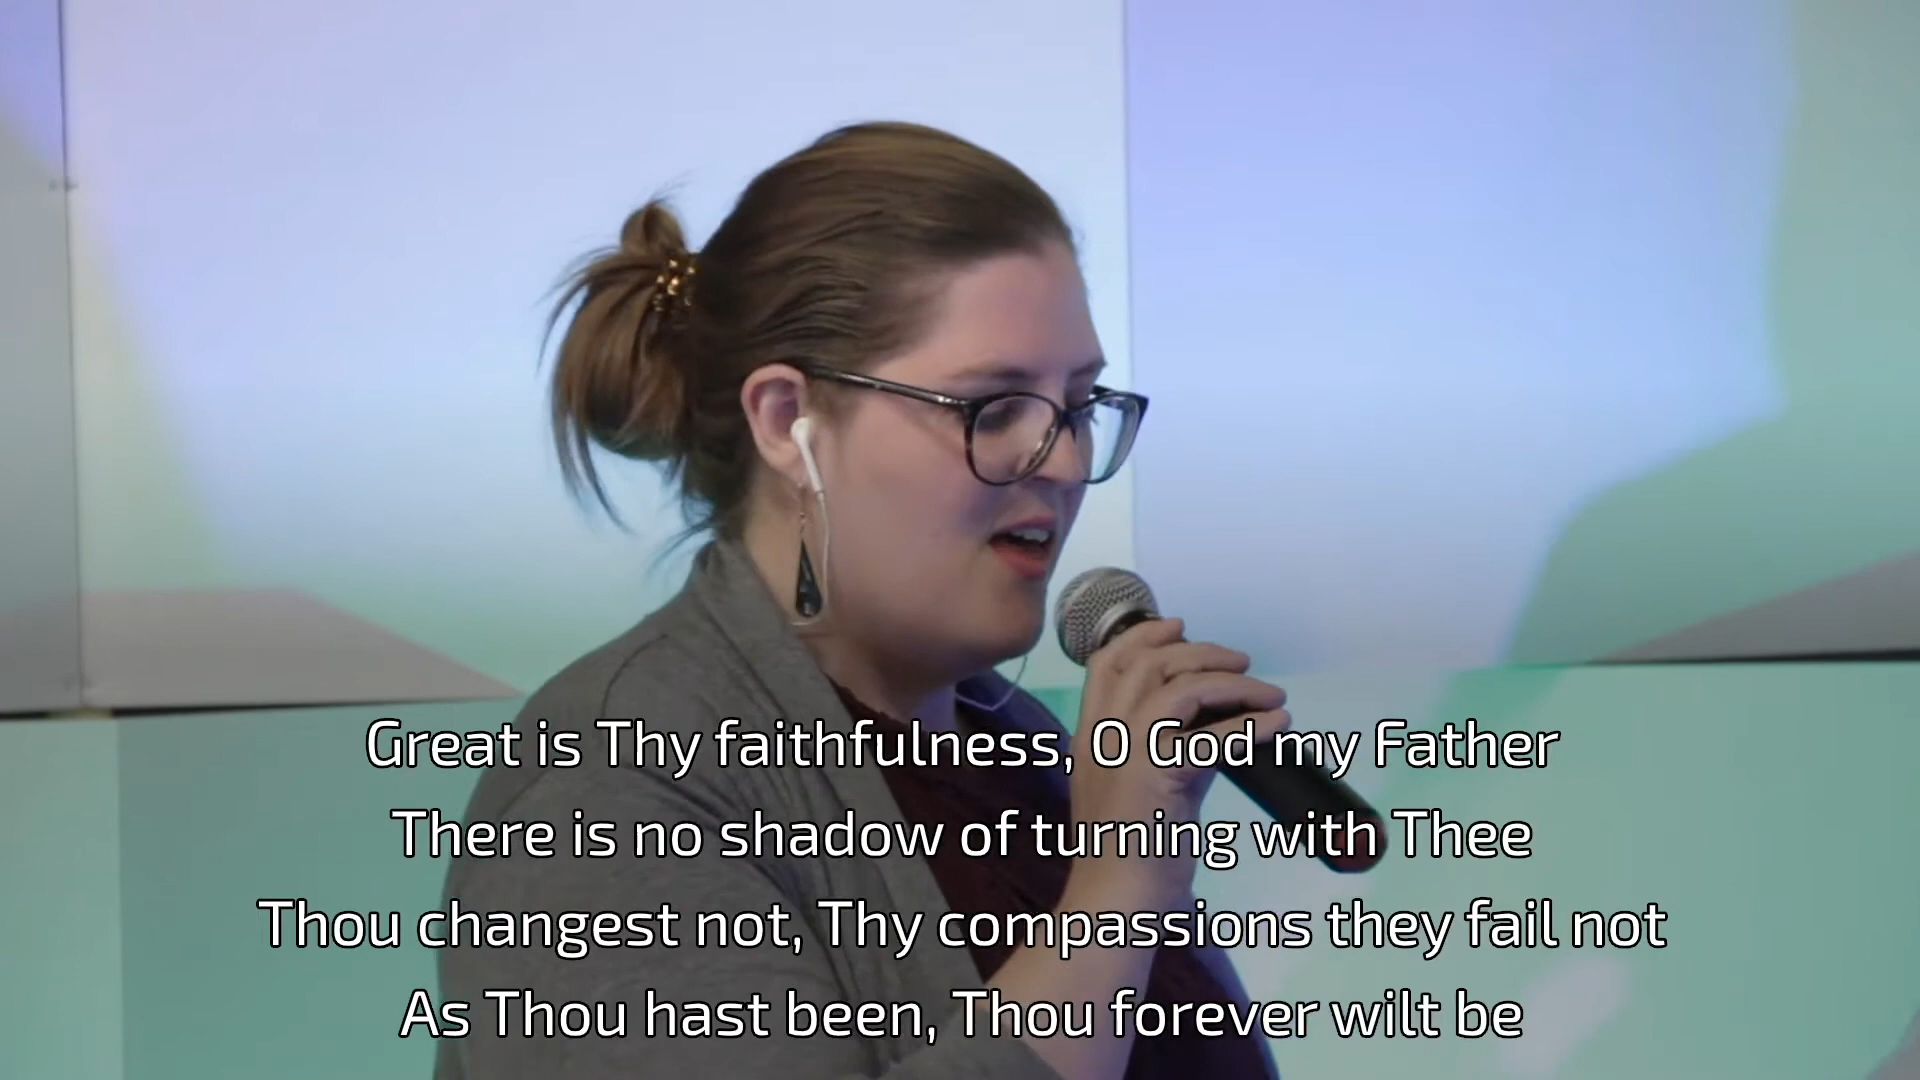 Great is Thy faithfulness, O God my Father
There is no shadow of turning with Thee
Thou changest not, Thy compassions they fail not
As Thou hast been, Thou forever wilt be